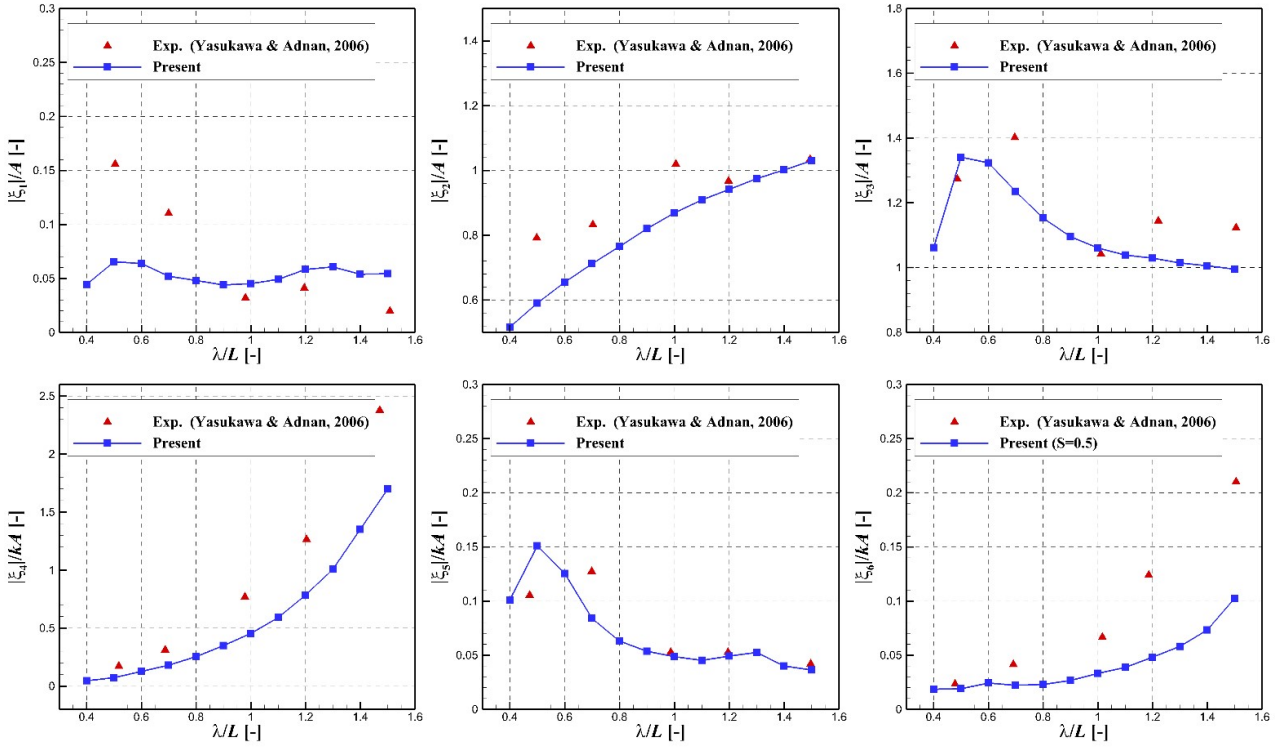 0.3
0.25
0.2
0.15
0.1
0.05
0
|ξ1|/A [-]
Exp. (Yasukawa & Adnan, 2006)
Present
0.4 0.6 0.8 1 1.2 1.4 1.6
λ/L [-]
1.4
1.2
1
0.8
0.6
|ξ2|/A [-]
Exp. (Yasukawa & Adnan, 2006)
Present
0.4 0.6 0.8 1 1.2 1.4 1.6
λ/L [-]
1.8
1.6
1.4
1.2
1
0.8
|ξ3|/A [-]
Exp. (Yasukawa & Adnan, 2006)
Present
0.4 0.6 0.8 1 1.2 1.4 1.6
λ/L [-]
2.5
2
1.5
1
0.5
0
|ξ4|/kA [-]
Exp. (Yasukawa & Adnan, 2006)
Present
0.4 0.6 0.8 1 1.2 1.4 1.6
λ/L [-]
0.3
0.25
0.2
0.15
0.1
0.05
0
|ξ5|/kA [-]
Exp. (Yasukawa & Adnan, 2006)
Present
0.4 0.6 0.8 1 1.2 1.4 1.6
λ/L [-]
0.3
0.25
0.2
0.15
0.1
0.05
0
|ξ6|/kA [-]
Exp. (Yasukawa & Adnan, 2006)
Present (S=0.5)
0.4 0.6 0.8 1 1.2 1.4 1.6
λ/L [-]